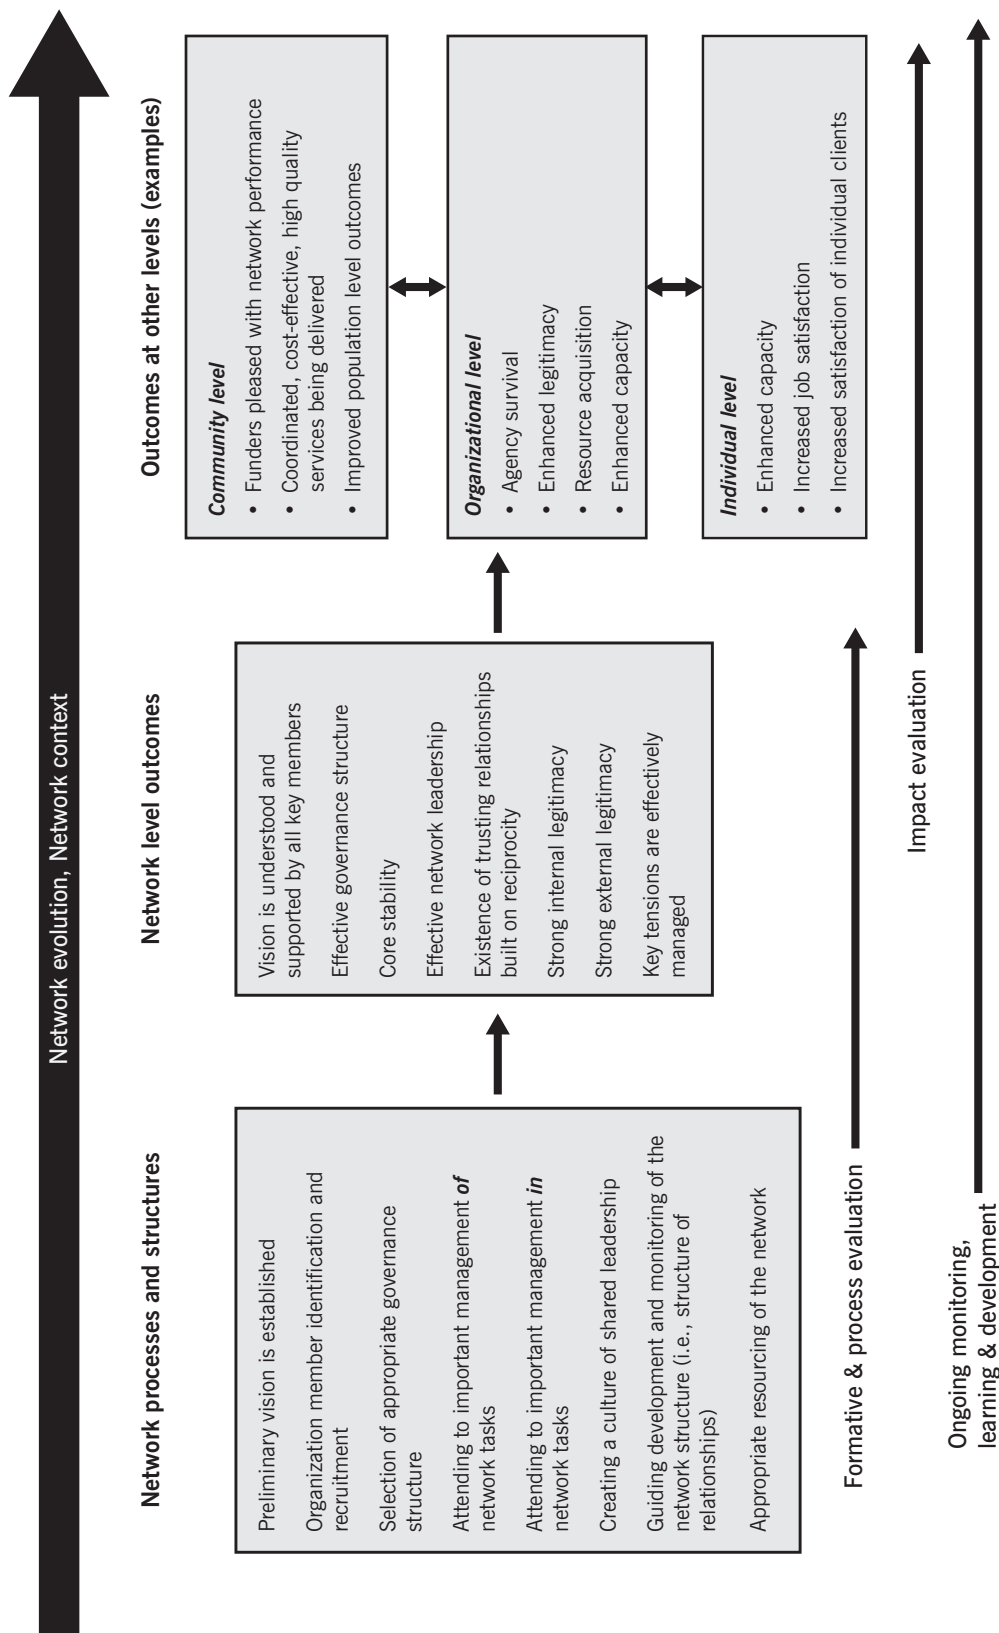 Network evolution, Network context
Network processes and structures
Preliminary vision is established
Organization member identification and
recruitment
Selection of appropriate governance
structure
Attending to important management of
network tasks
Attending to important management in
network tasks
Creating a culture of shared leadership
Guiding development and monitoring of the
network structure (i.e., structure of
relationships)
Appropriate resourcing of the network
Network level outcomes
Vision is understood and
supported by all key members
Effective governance structure
Core stability
Effective network leadership
Existence of trusting relationships
built on reciprocity
Strong internal legitimacy
Strong external legitimacy
Key tensions are effectively
managed
Outcomes at other levels (examples)
Community level
• Funders pleased with network performance
• Coordinated, cost-effective, high quality
services being delivered
• Improved population level outcomes
Organizational level
• Agency survival
• Enhanced legitimacy
• Resource acquisition
• Enhanced capacity
Individual level
• Enhanced capacity
• Increased job satisfaction
• Increased satisfaction of individual clients
Formative & process evaluation
Impact evaluation
Ongoing monitoring,
learning & development